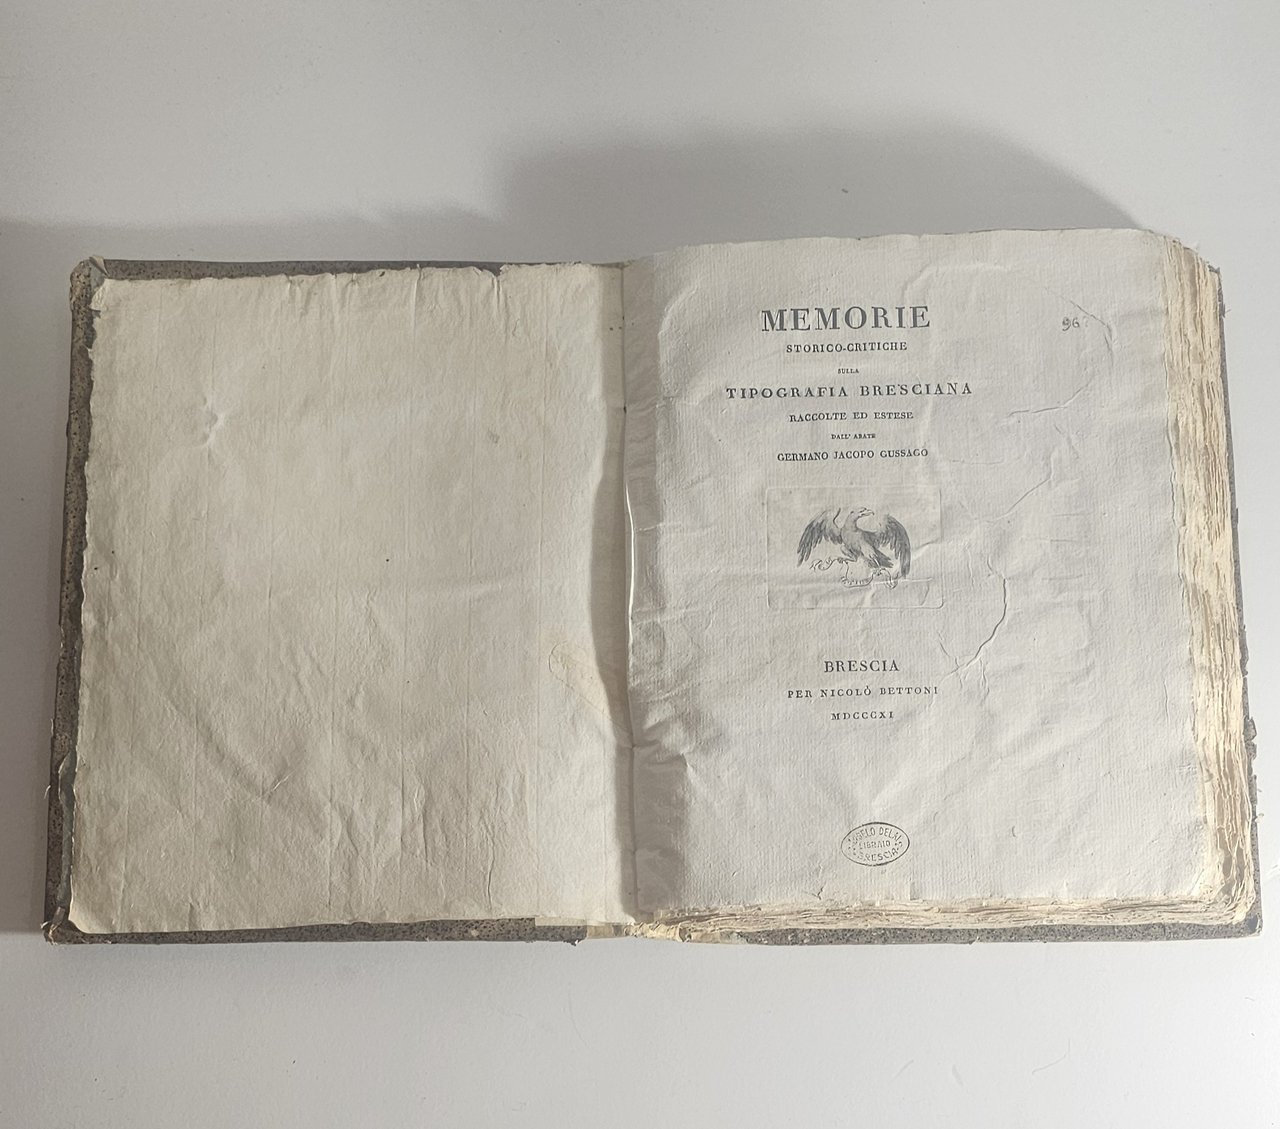 MEMORIE
STORICO-CRITICHE
SULLA
TIPOGRAFIA BRESCIANA
RACCOLTE ED ESTESE
DALL' ABATE
GERMANO JACOPO GUSSAGO
BRESCIA
PER NICOLÒ BETTONI
MDCCCXI
LIBRAIO
BRESCIA